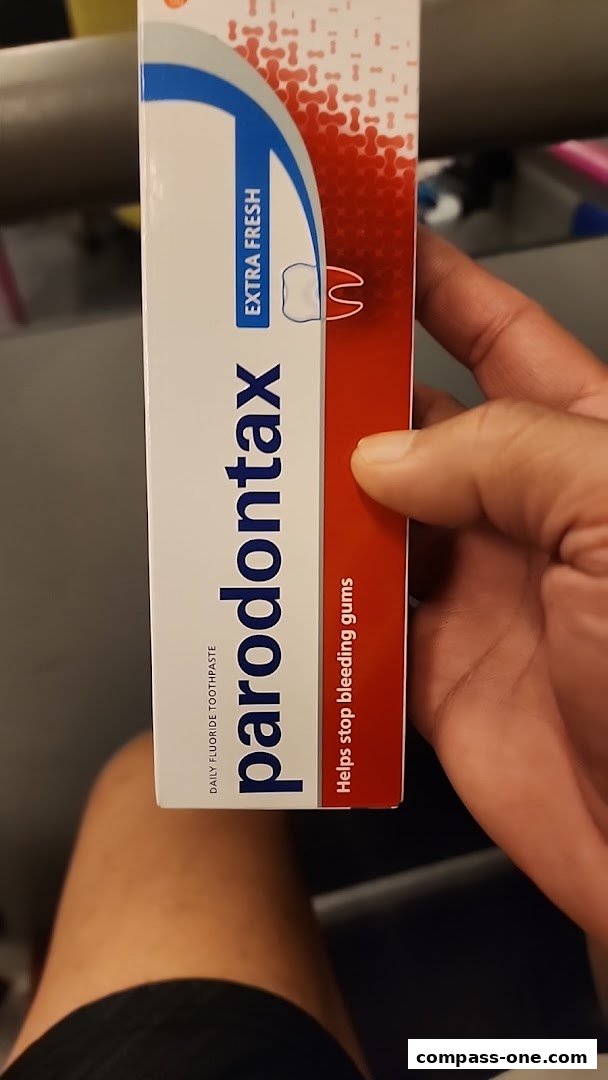 DAILY FLUORIDE TOOTHPASTE
parodontax
EXTRA FRESH
Helps stop bleeding gums
compass-one.com